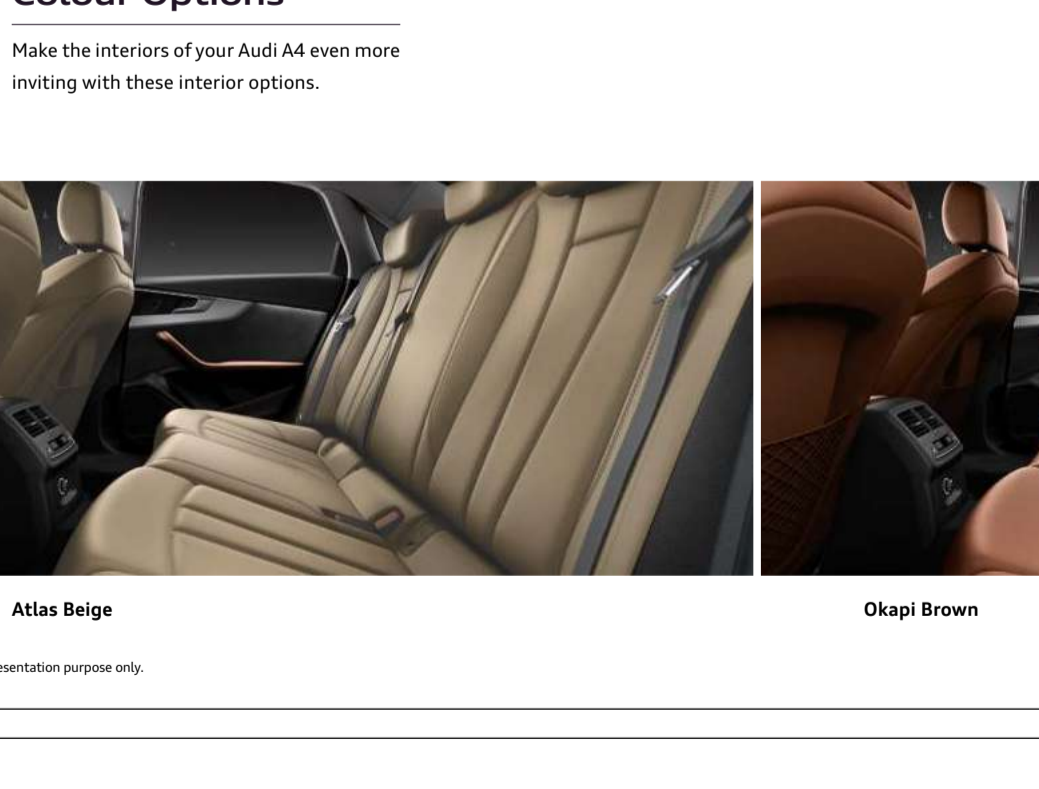 Colour Options
Make the interiors of your Audi A4 even more
inviting with these interior options.
Atlas Beige
Okapi Brown
purpose only.